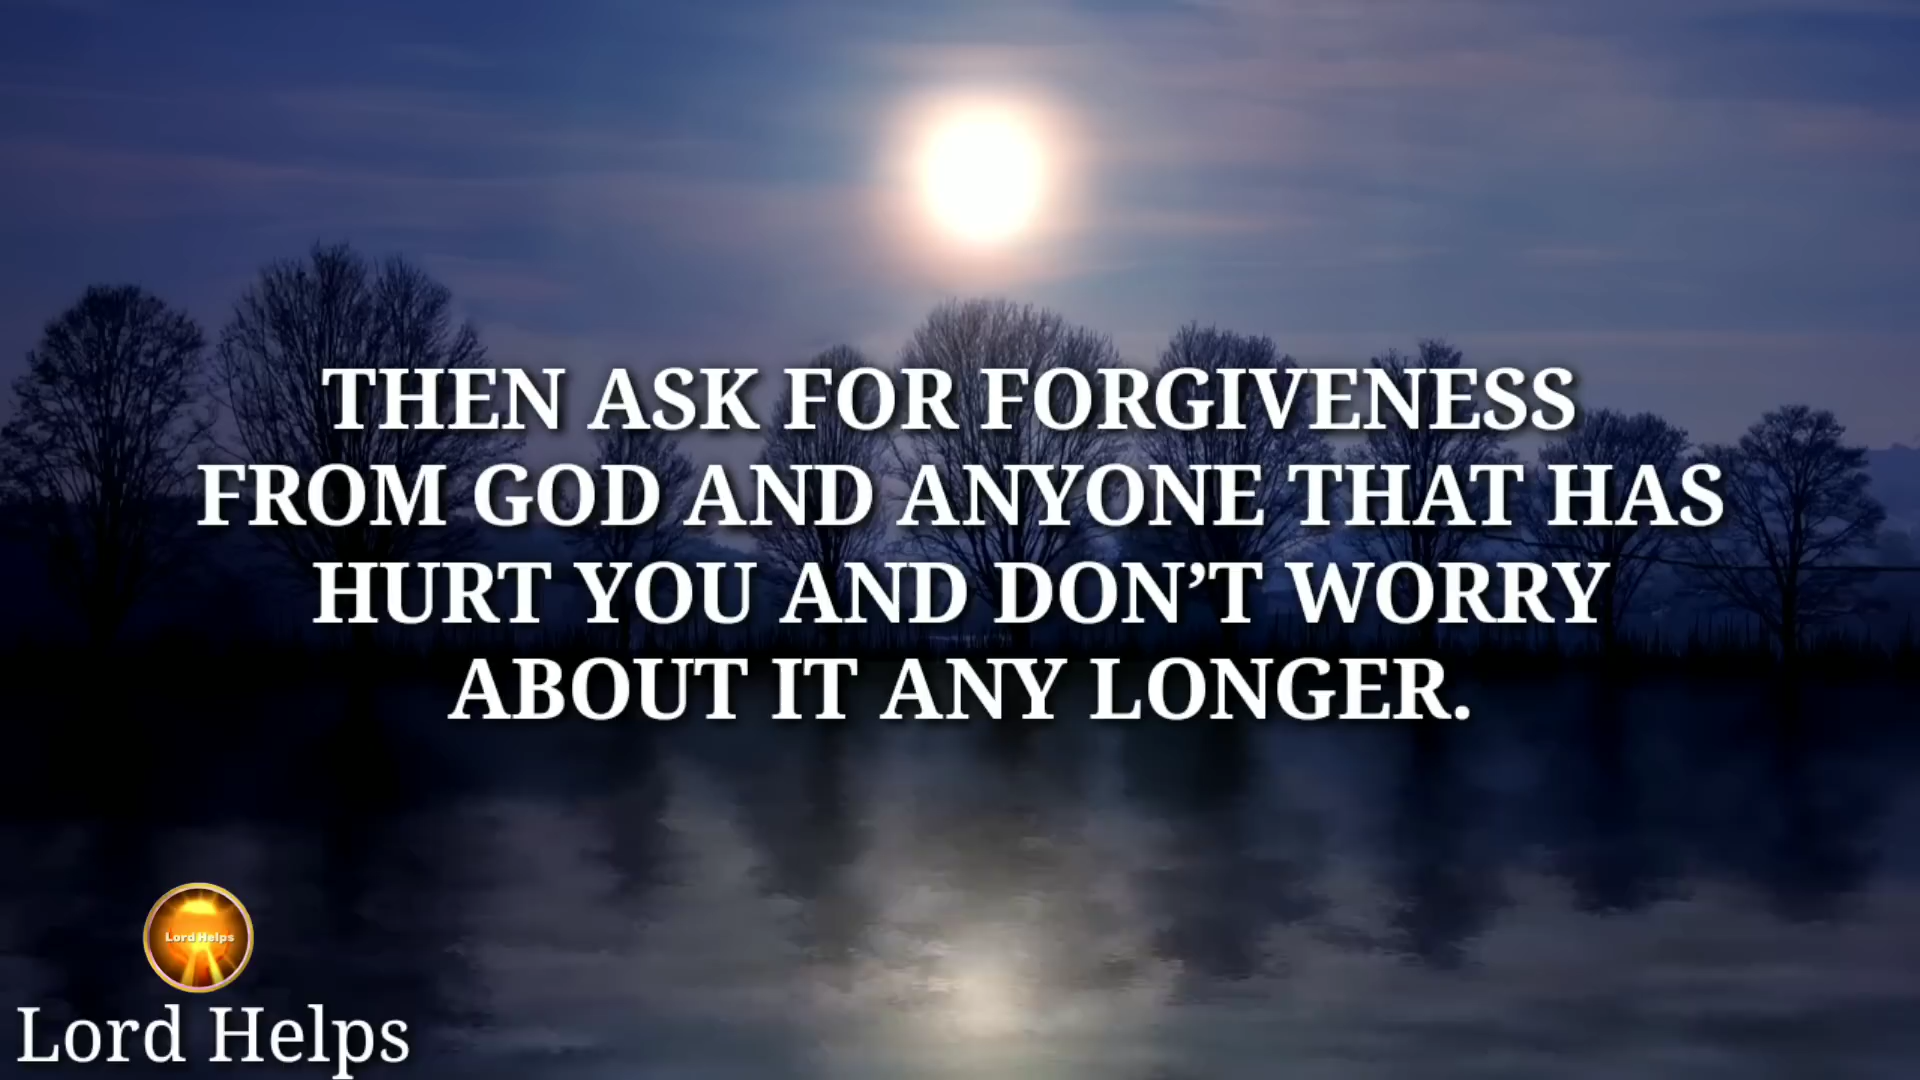 THEN ASK FOR FORGIVENESS
FROM GOD AND ANYONE THAT HAS
HURT YOU AND DON’T WORRY
ABOUT IT ANY LONGER.
Lord Helps
Lord Helps